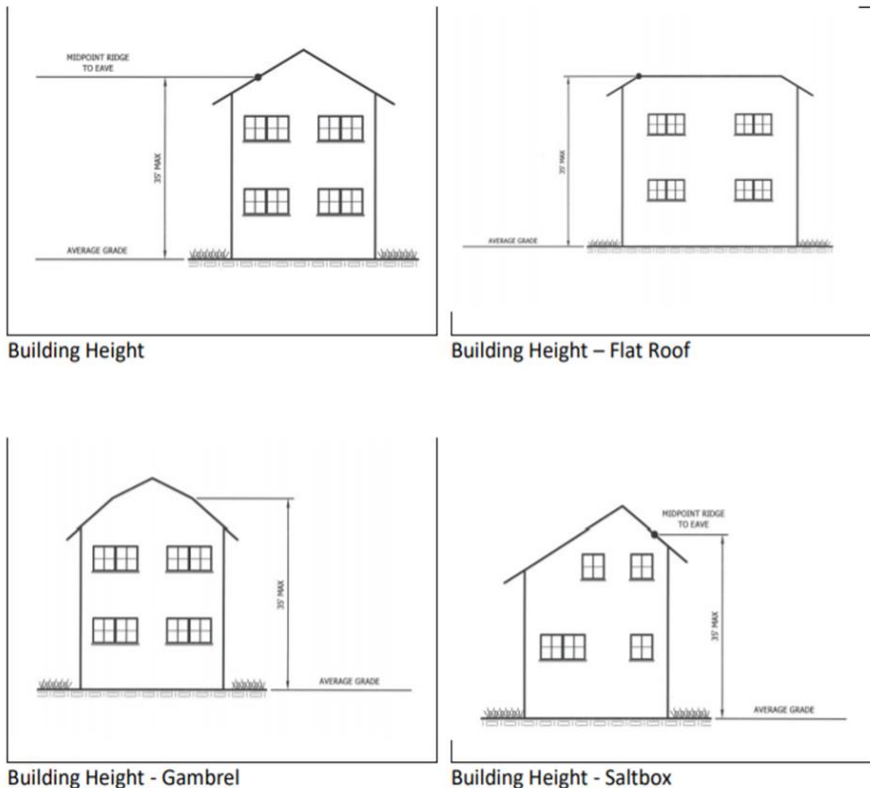 MIDPOINT RIDGE
TO EAVE
35' MAX
AVERAGE GRADE
Building Height
35' MAX
AVERAGE GRADE
Building Height – Flat Roof
35' MAX
AVERAGE GRADE
Building Height - Gambrel
MIDPOINT RIDGE
TO EAVE
35' MAX
AVERAGE GRADE
Building Height - Saltbox